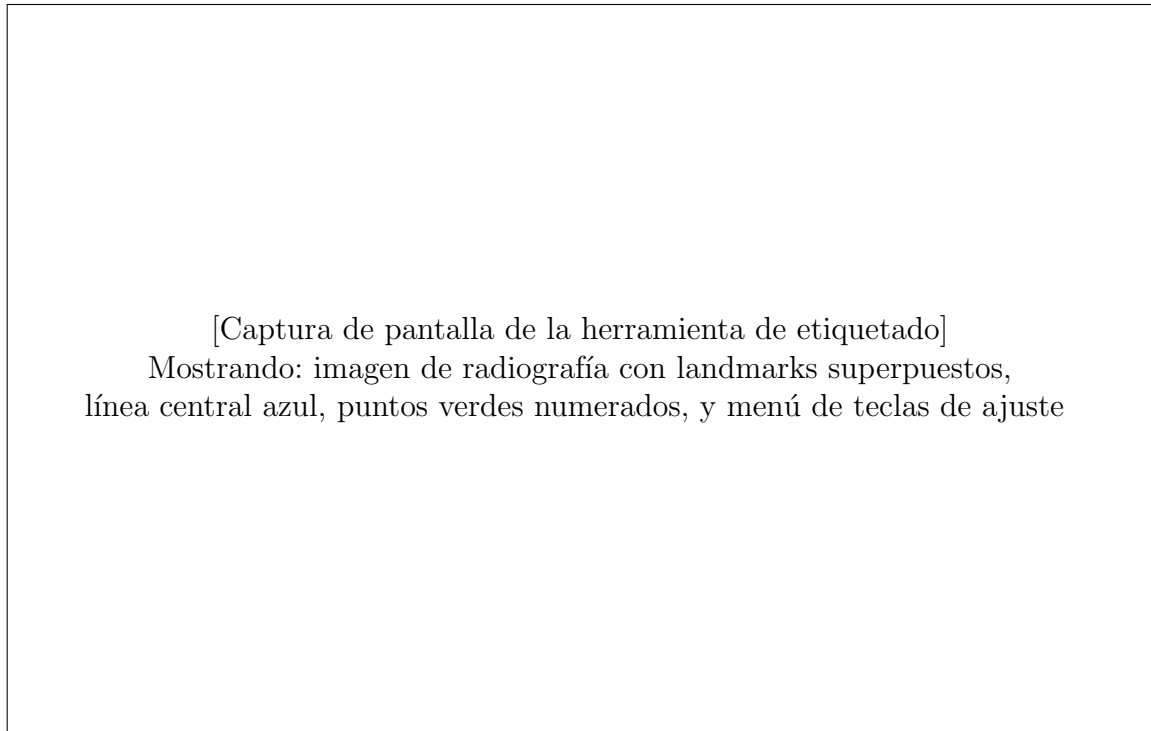 [Captura de pantalla de la herramienta de etiquetado]
Mostrando: imagen de radiografía con landmarks superpuestos,
línea central azul, puntos verdes numerados, y menú de teclas de ajuste